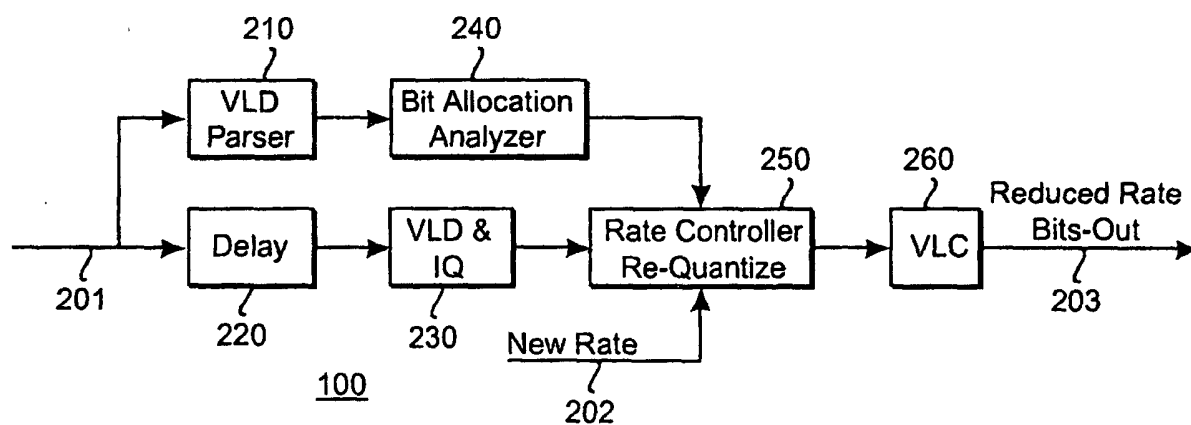 210
240
VLD
Parser
Bit Allocation
Analyzer
250
260
Reduced Rate
Bits-Out
Delay
VLD &
IQ
Rate Controller
Re-Quantize
VLC
201
220
230
203
New Rate
202
100